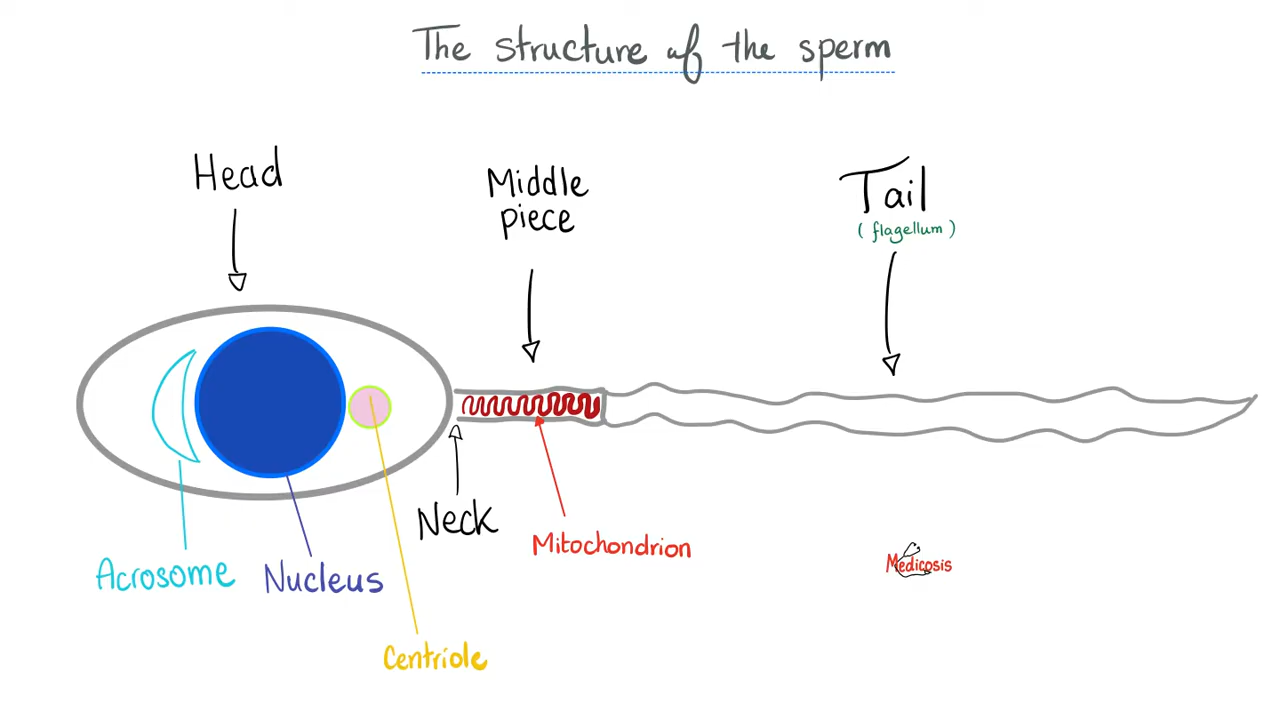 The structure of the sperm
Head
Middle
piece
Tail
( flagellum )
Neck
Mitochondrion
Acrosome
Nucleus
Centriole
Medicosis